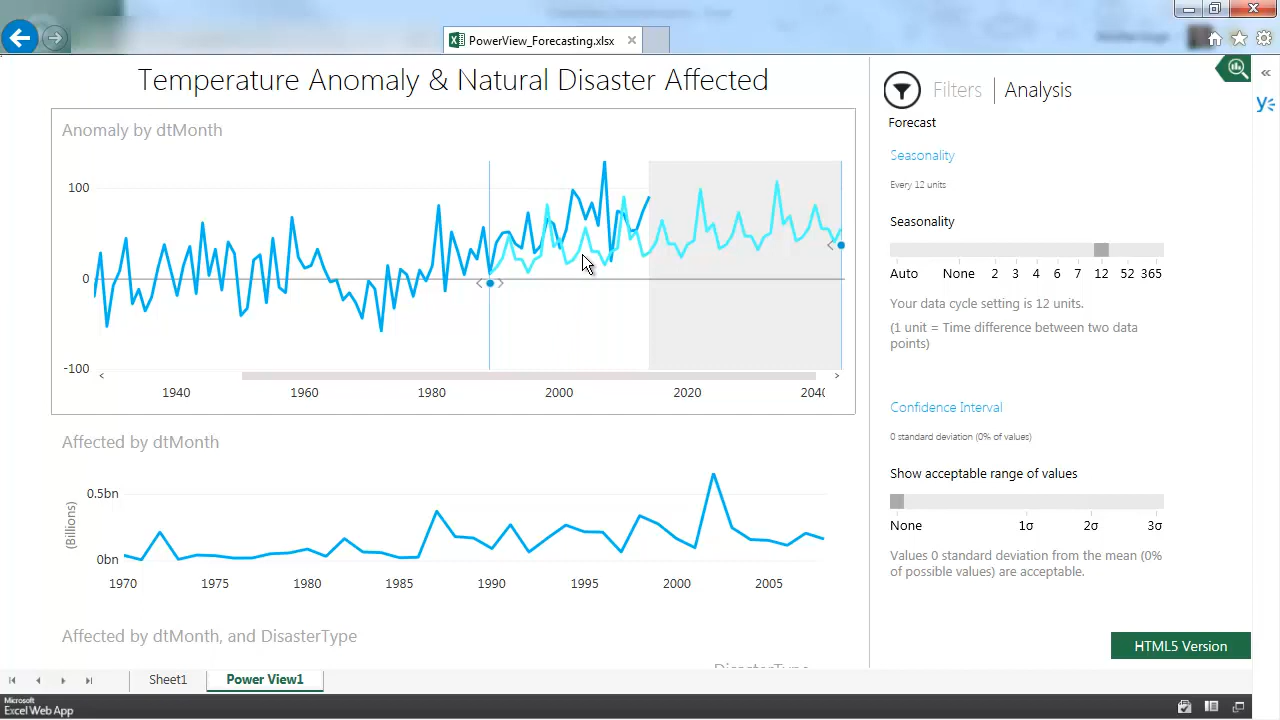 PowerView_Forecasting.xlsx
Temperature Anomaly & Natural Disaster Affected
Anomaly by dtMonth
100
0
-100
1940 1960 1980 2000 2020 2040
Affected by dtMonth
(Billions)
0.5bn
0bn
1970 1975 1980 1985 1990 1995 2000 2005
Affected by dtMonth, and DisasterType
DisasterType
Filters | Analysis
Forecast
Seasonality
Every 12 units
Seasonality
Auto None 2 3 4 6 7 12 52 365
Your data cycle setting is 12 units.
(1 unit = Time difference between two data
points)
Confidence Interval
0 standard deviation (0% of values)
Show acceptable range of values
None 1σ 2σ 3σ
Values 0 standard deviation from the mean (0%
of possible values) are acceptable.
HTML5 Version
Sheet1 Power View1
Microsoft
Excel Web App